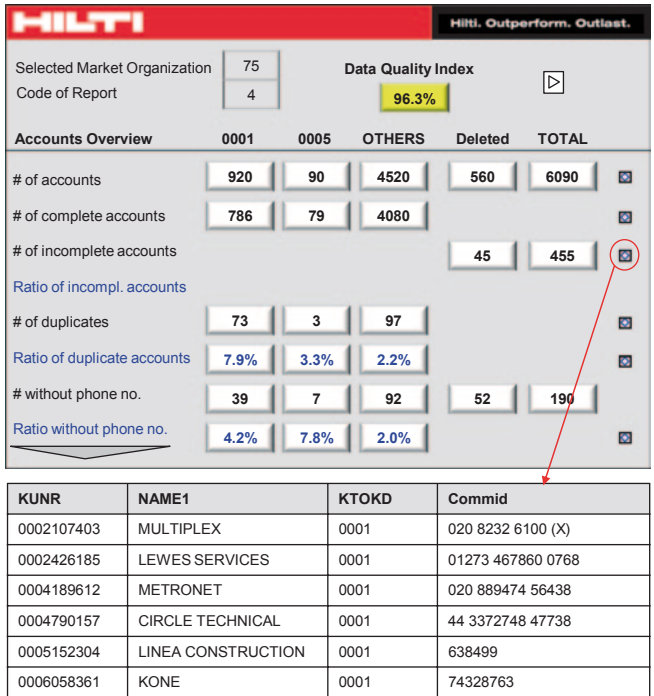 HILTI Hilti. Outperform. Outlast.
Selected Market Organization 75 Data Quality Index
Code of Report 4 96.3%
Accounts Overview 0001 0005 OTHERS Deleted TOTAL
# of accounts 920 90 4520 560 6090
# of complete accounts 786 79 4080
# of incomplete accounts 45 455
Ratio of incompl. accounts
# of duplicates 73 3 97
Ratio of duplicate accounts 7.9% 3.3% 2.2%
# without phone no. 39 7 92 52 190
Ratio without phone no. 4.2% 7.8% 2.0%
KUNR NAME1 KTOKD Commid
0002107403 MULTIPLEX 0001 020 8232 6100 (X)
0002426185 LEWES SERVICES 0001 01273 467860 0768
0004189612 METRONET 0001 020 889474 56438
0004790157 CIRCLE TECHNICAL 0001 44 3372748 47738
0005152304 LINEA CONSTRUCTION 0001 638499
0006058361 KONE 0001 74328763